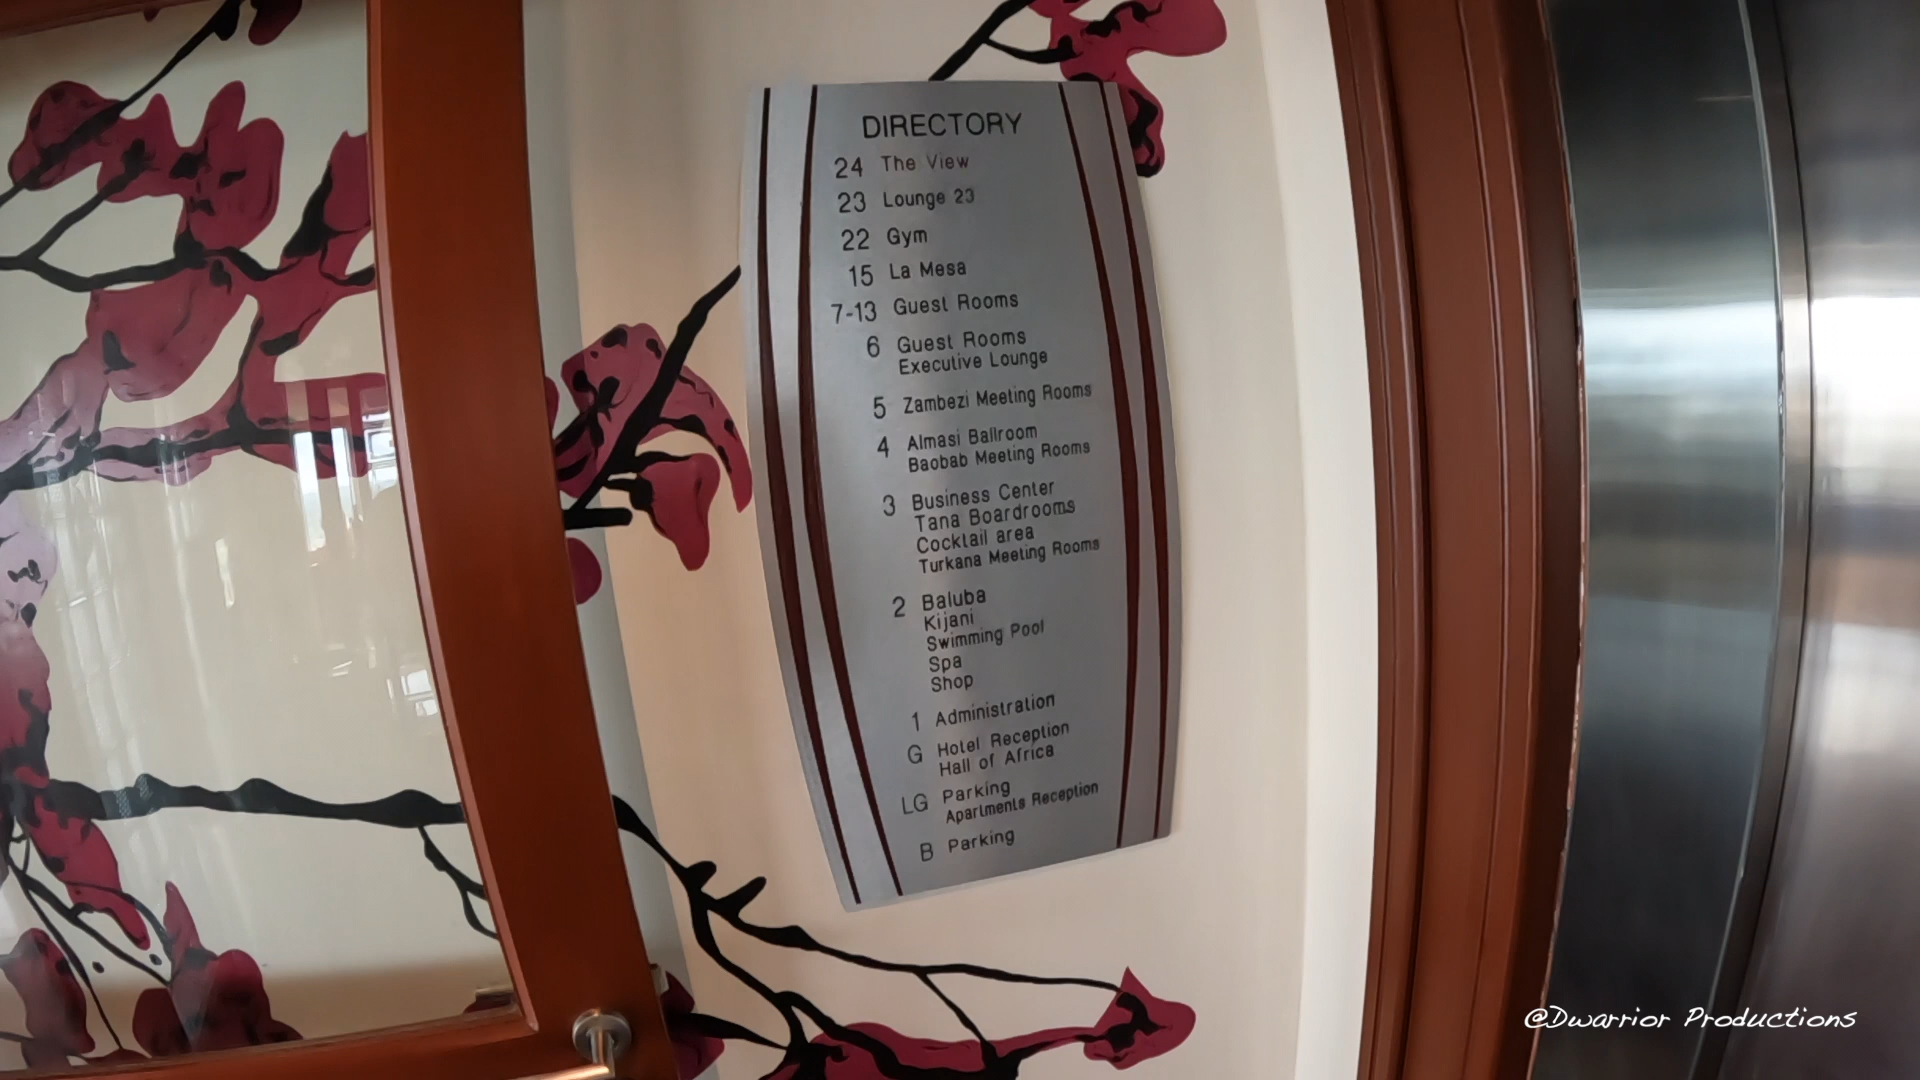 DIRECTORY
24 The View
23 Lounge 23
22 Gym
15 La Mesa
7-13 Guest Rooms
6 Guest Rooms
Executive Lounge
5 Zambezi Meeting Rooms
4 Almasi Ballroom
Baobab Meeting Rooms
3 Business Center
Tana Boardrooms
Cocktail area
Turkana Meeting Rooms
2 Baluba
Kijani
Swimming Pool
Spa
Shop
1 Administration
G Hotel Reception
Hall of Africa
LG Parking
Apartments Reception
B Parking
@Dwarrior Productions